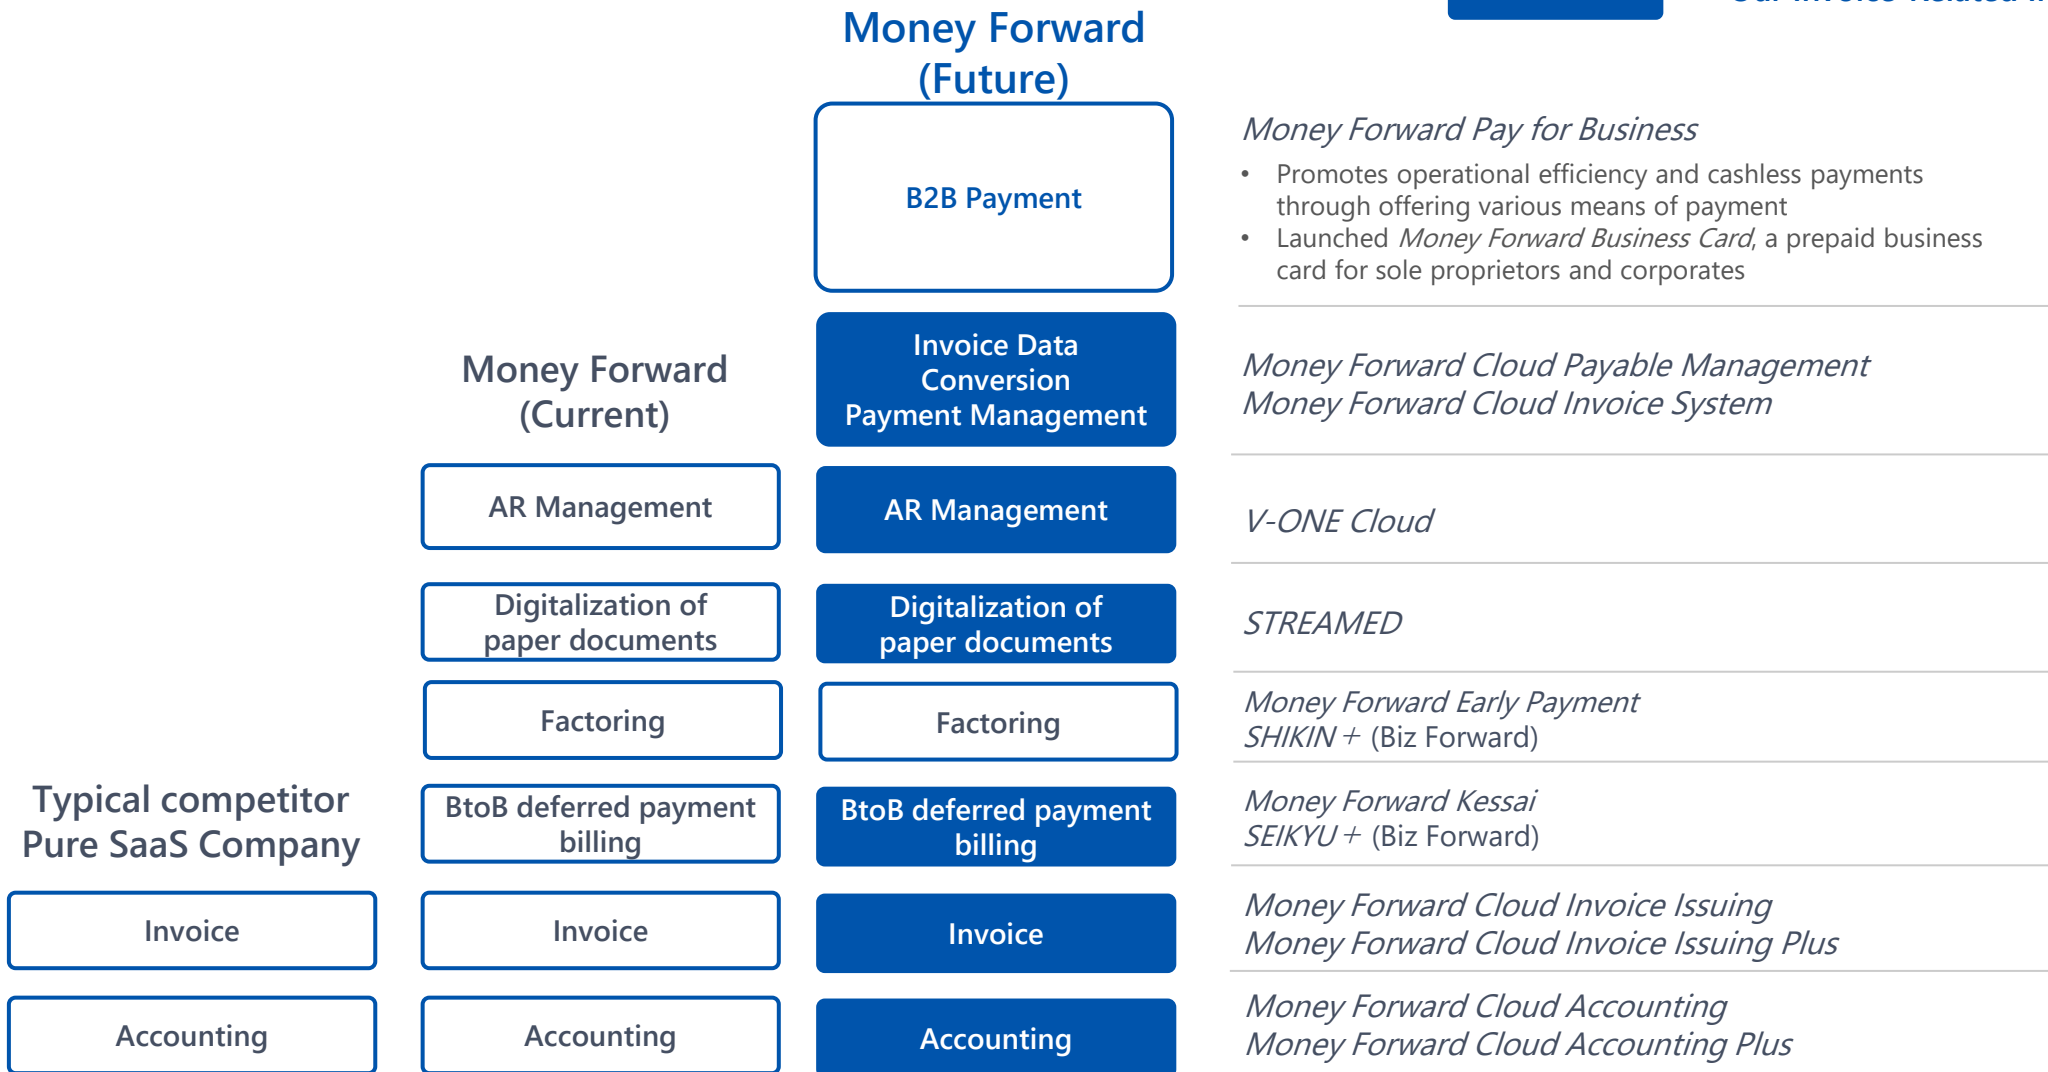 Money Forward
(Future)
B2B Payment
Money Forward Pay for Business
• Promotes operational efficiency and cashless payments
through offering various means of payment
• Launched Money Forward Business Card, a prepaid business
card for sole proprietors and corporates
Money Forward
(Current)
Invoice Data
Conversion
Payment Management
Money Forward Cloud Payable Management
Money Forward Cloud Invoice System
AR Management
AR Management
V-ONE Cloud
Digitalization of
paper documents
Digitalization of
paper documents
STREAMED
Factoring
Factoring
Money Forward Early Payment
SHIKIN+ (Biz Forward)
Typical competitor
Pure SaaS Company
BtoB deferred payment
billing
BtoB deferred payment
billing
Money Forward Kessai
SEIKYU+ (Biz Forward)
Invoice
Invoice
Invoice
Money Forward Cloud Invoice Issuing
Money Forward Cloud Invoice Issuing Plus
Accounting
Accounting
Accounting
Money Forward Cloud Accounting
Money Forward Cloud Accounting Plus